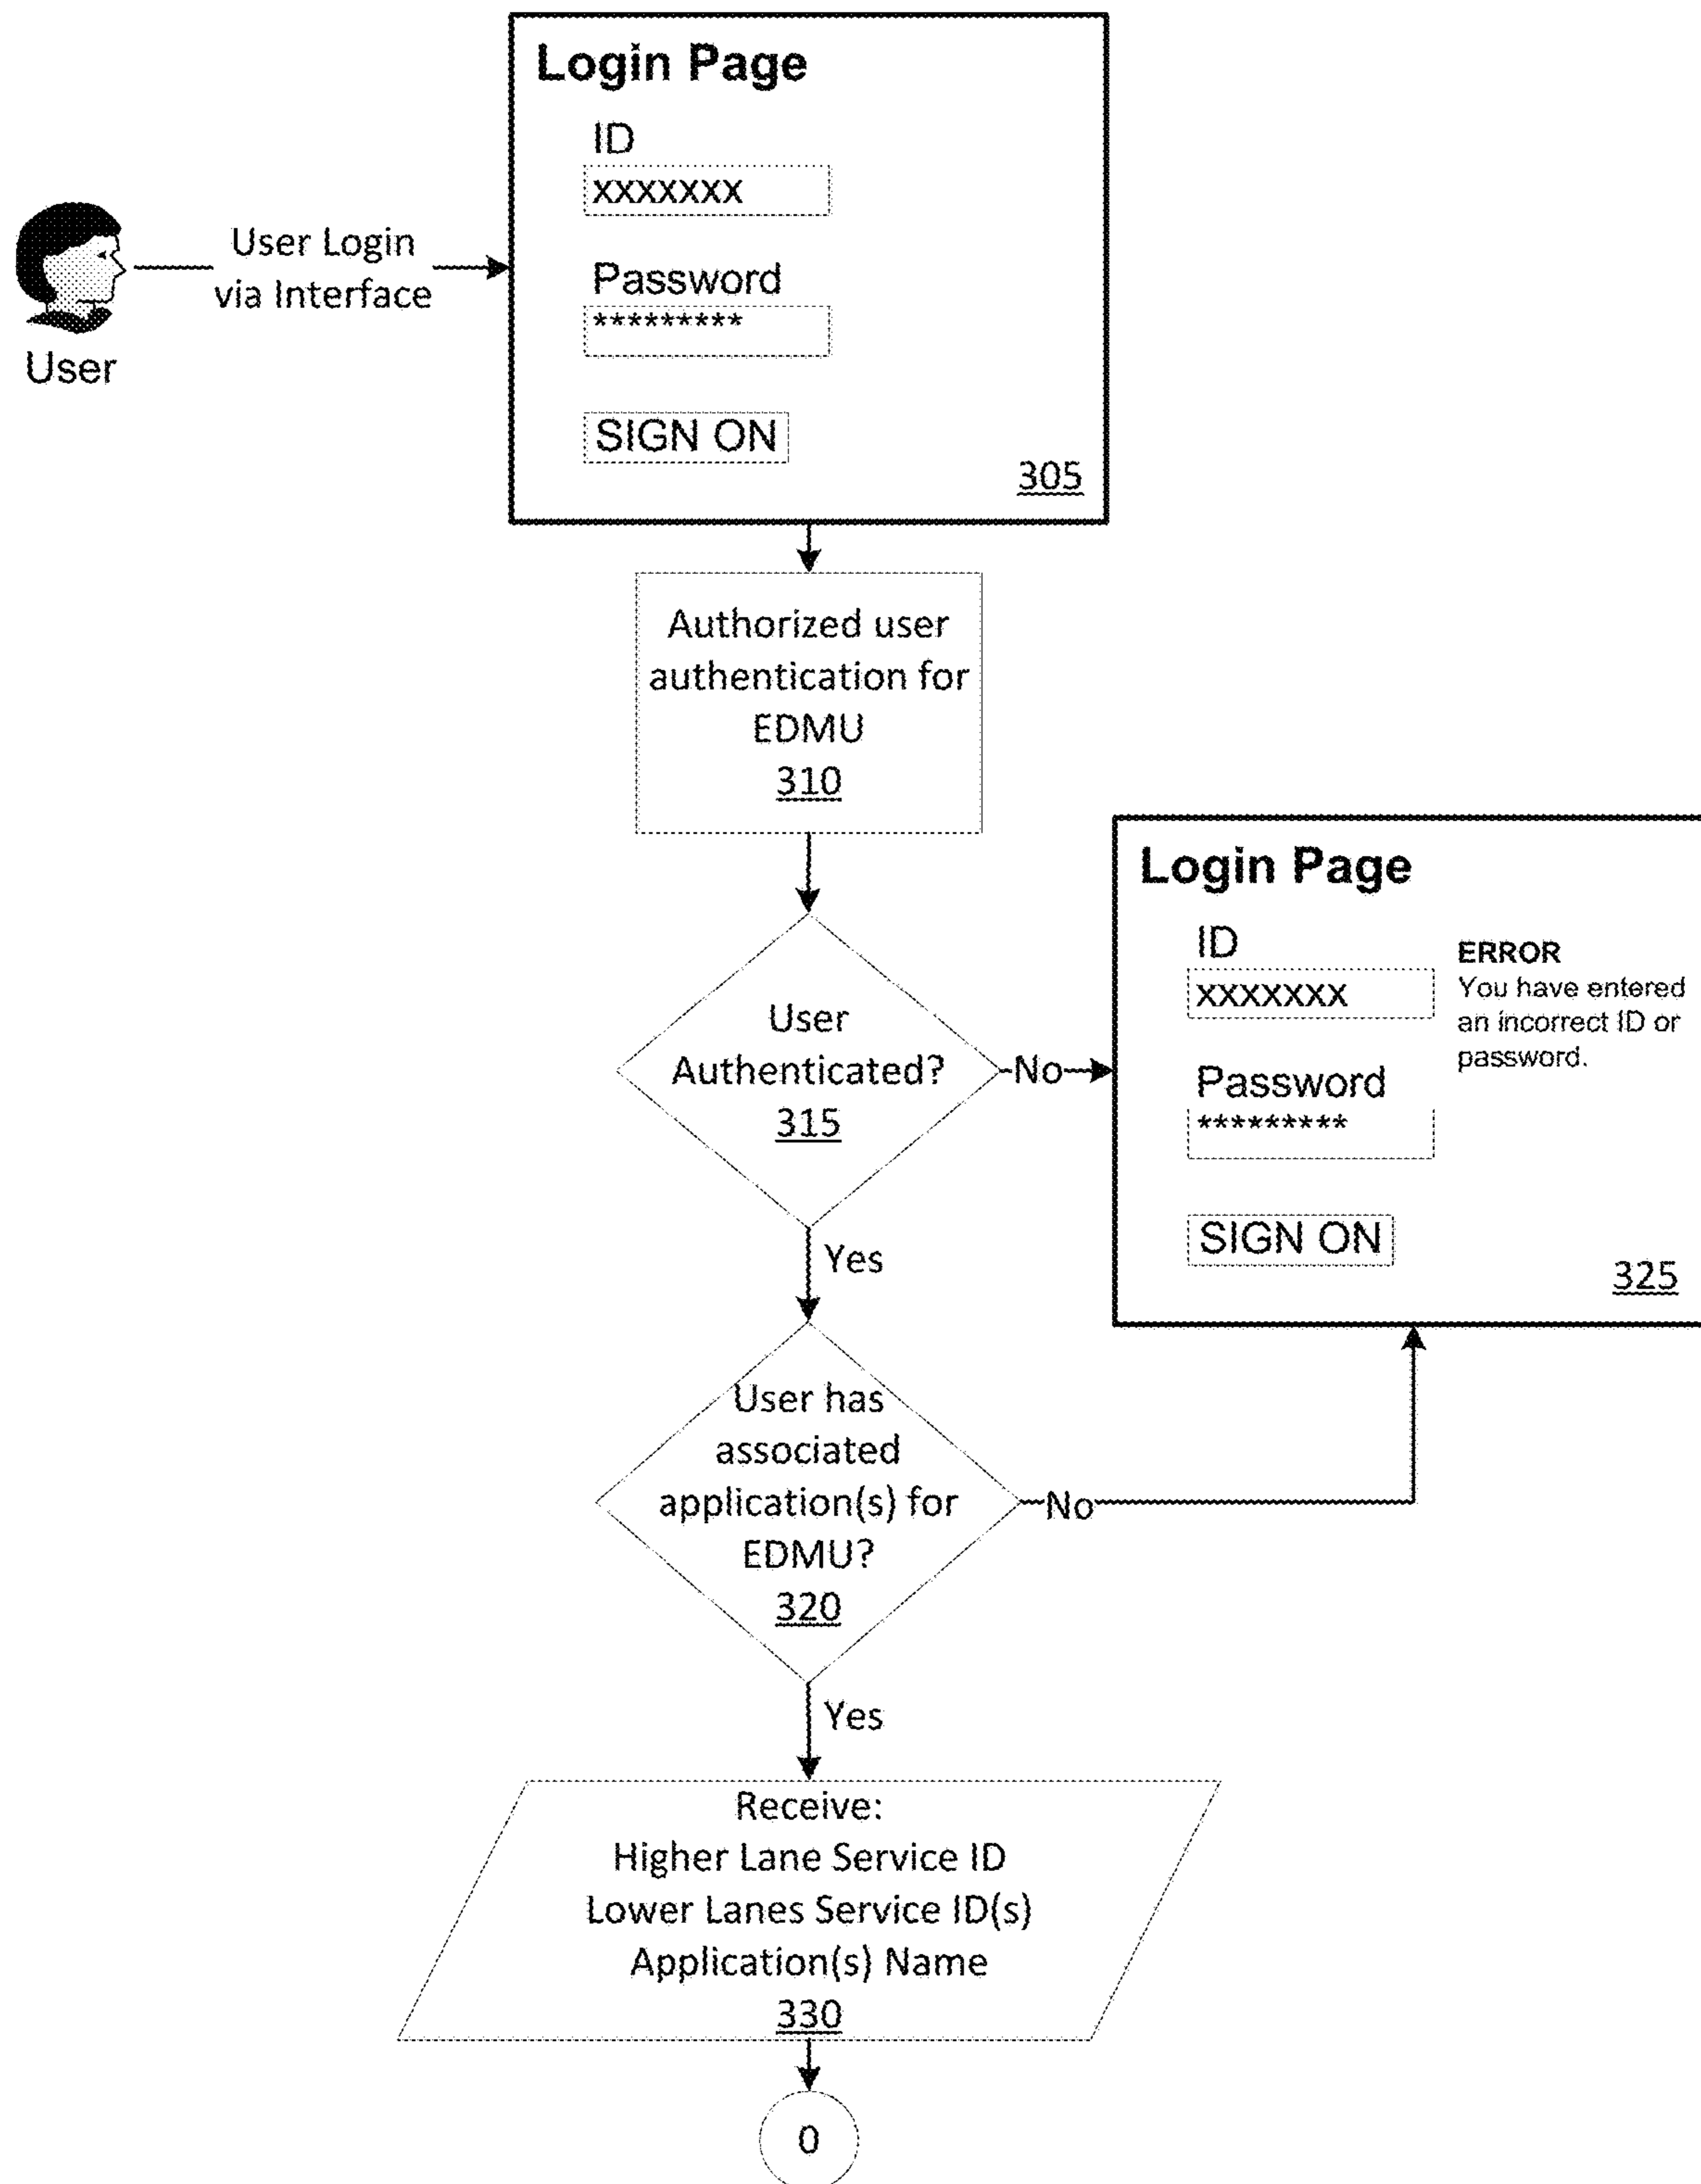 Login Page
ID
XXXXXXX
Password
*********
SIGN ON
305
User Login
via Interface
User
Authorized user
authentication for
EDMU
310
User
Authenticated?
315
No
Yes
Login Page
ID
XXXXXXX
ERROR
You have entered
an incorrect ID or
password.
Password
*********
SIGN ON
325
User has
associated
application(s) for
EDMU?
320
No
Yes
Receive:
Higher Lane Service ID
Lower Lanes Service ID(s)
Application(s) Name
330
0